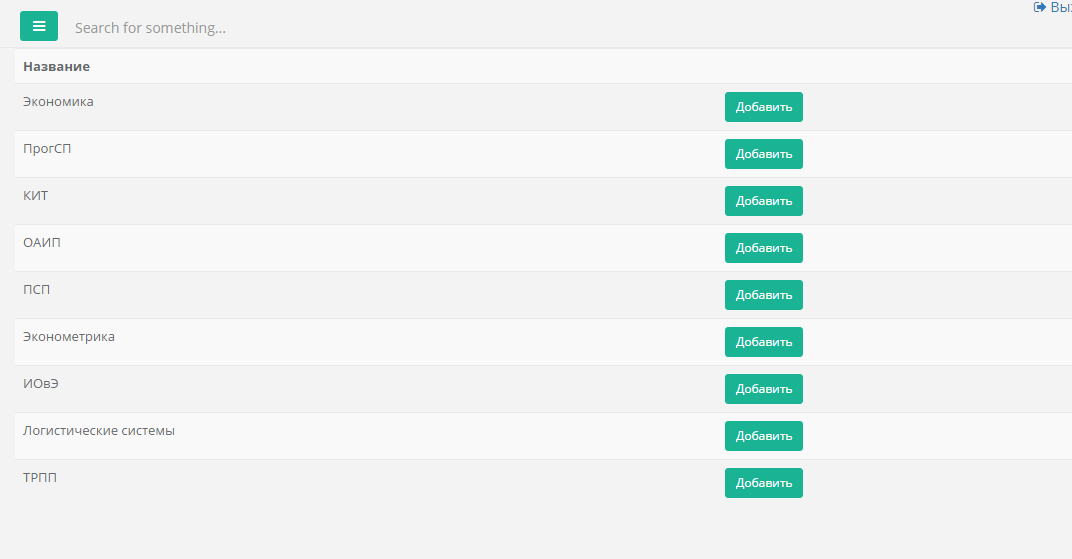 Search for something...
Название
Экономика Добавить
ПрогСП Добавить
КИТ Добавить
ОАИП Добавить
ПСП Добавить
Эконометрика Добавить
ИОвЭ Добавить
Логистические системы Добавить
ТРПП Добавить